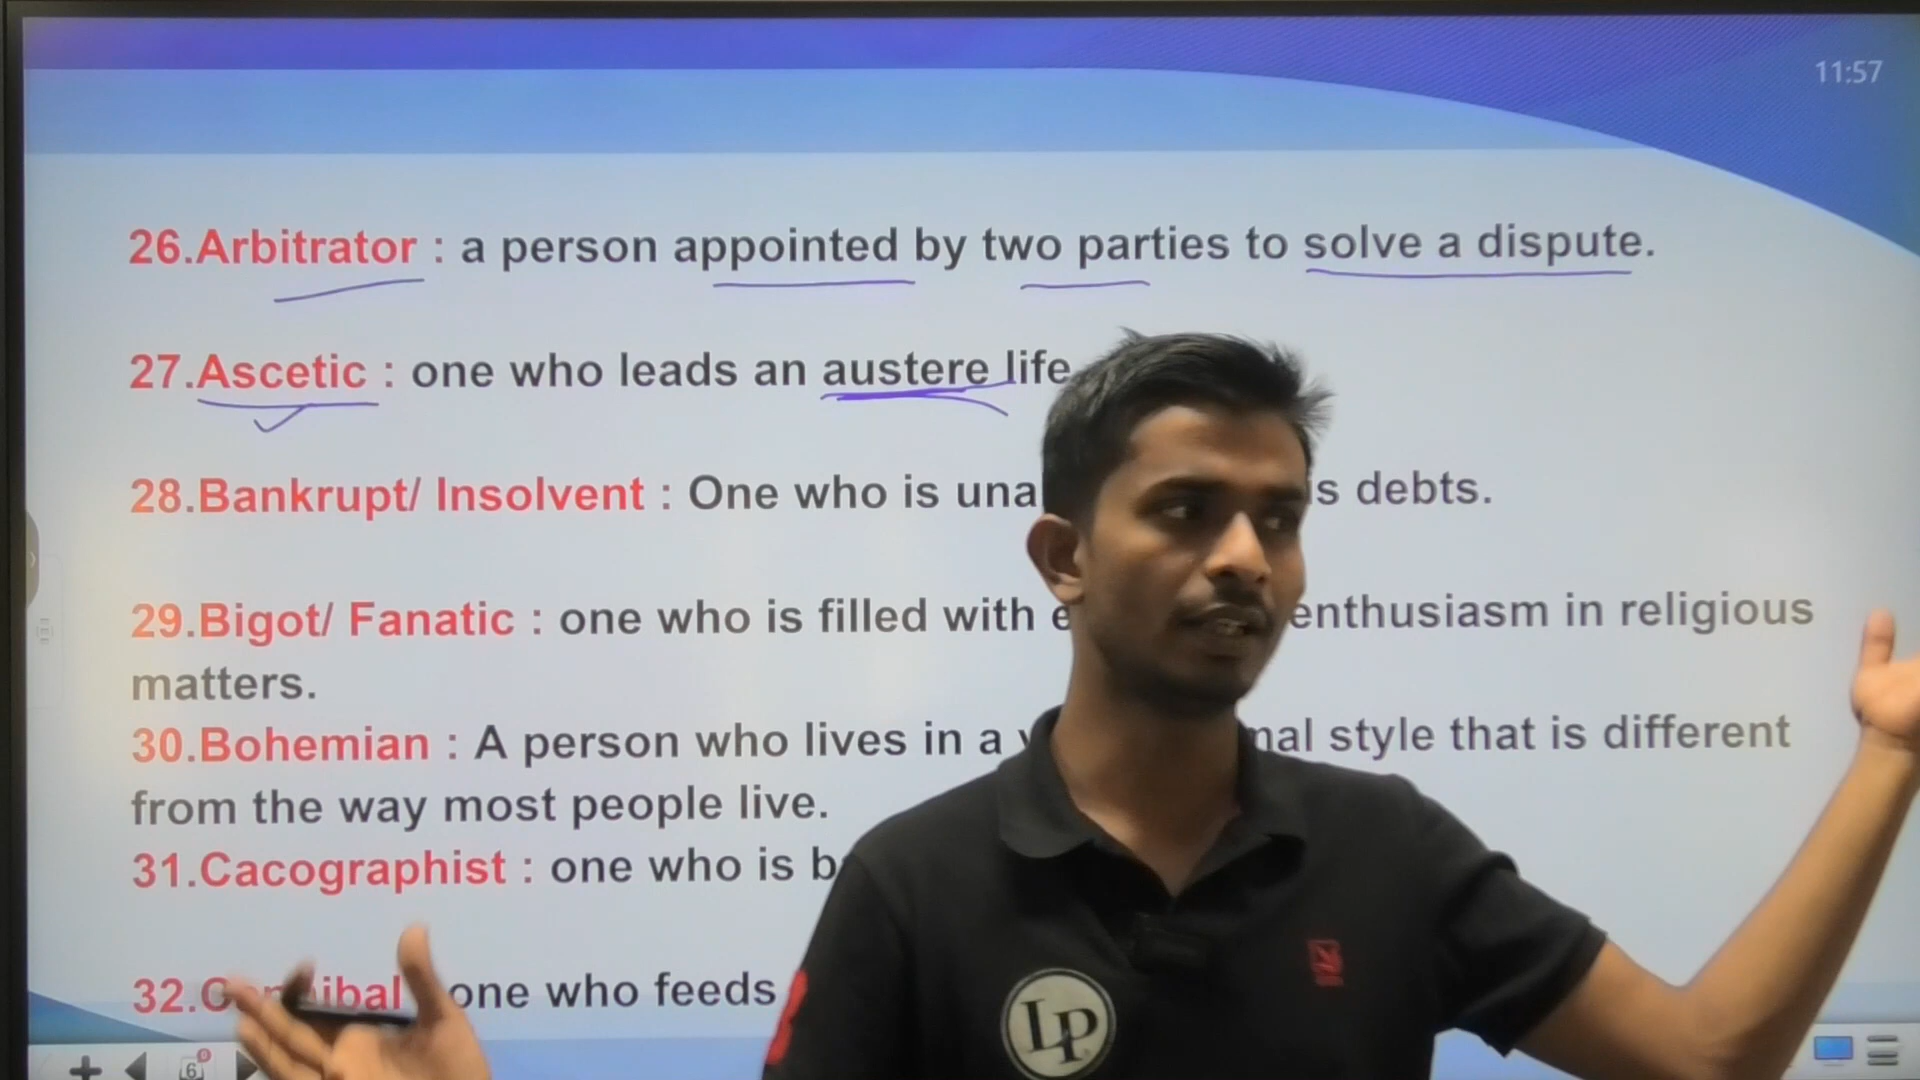 11:57
26.Arbitrator : a person appointed by two parties to solve a dispute.
27.Ascetic : one who leads an austere life
28.Bankrupt/ Insolvent : One who is debts.
29.Bigot/ Fanatic : one who is filled with enthusiasm in religious
matters.
30.Bohemian : A person who lives in a style that is different
from the way most people live.
31.Cacographist : one who is
32. one who feeds
LP
6